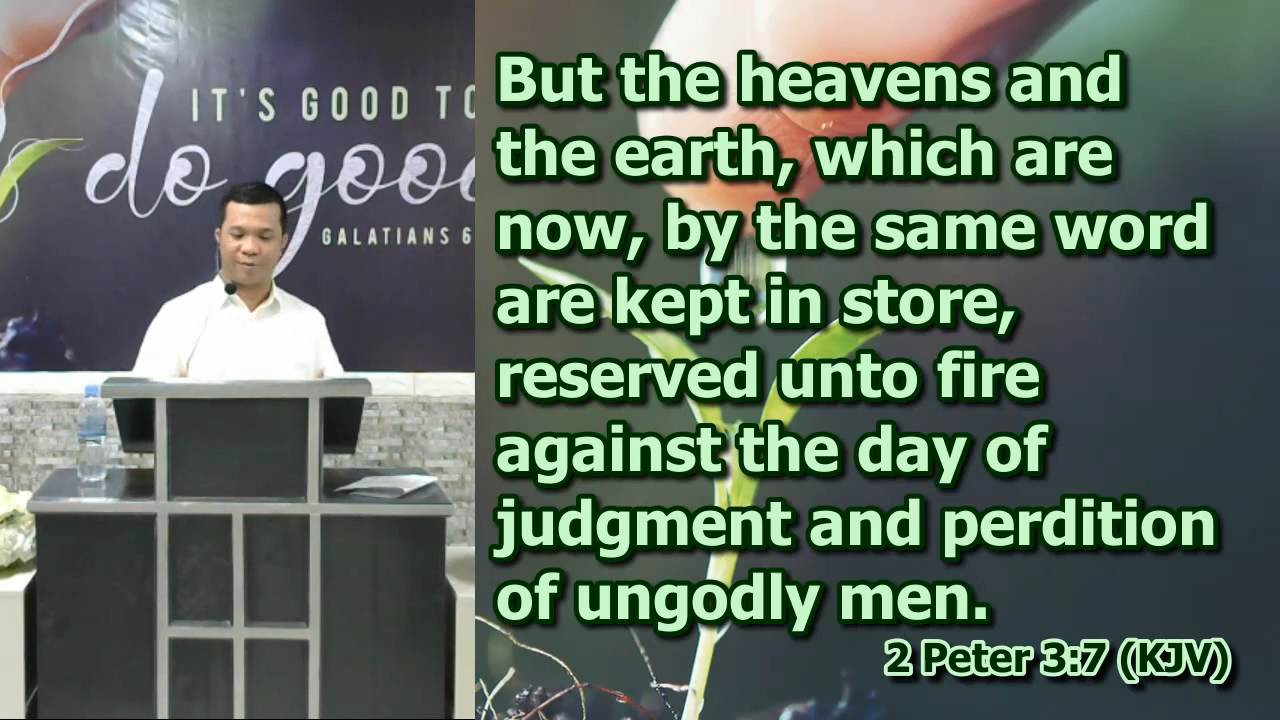 IT'S GOOD TO
do good
GALATIANS 6
But the heavens and
the earth, which are
now, by the same word
are kept in store,
reserved unto fire
against the day of
judgment and perdition
of ungodly men.
2 Peter 3:7 (KJV)